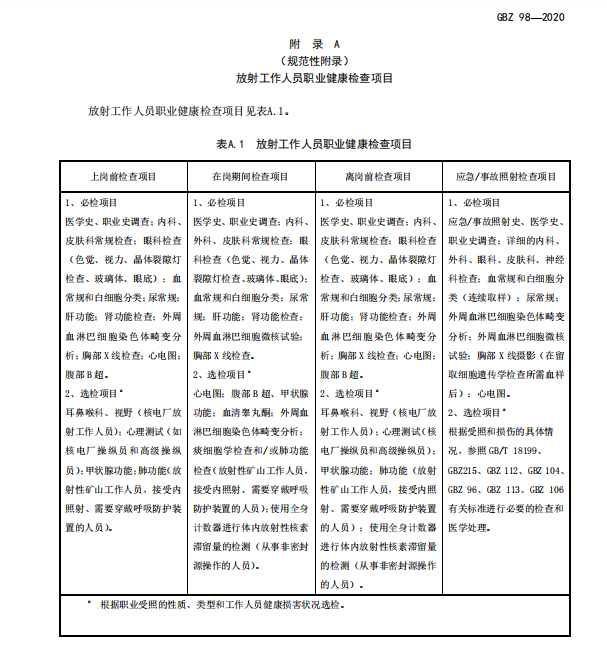 GBZ 98—2020
附 录 A
（规范性附录）
放射工作人员职业健康检查项目
放射工作人员职业健康检查项目见表A.1。
表A.1 放射工作人员职业健康检查项目
上岗前检查项目
1、必检项目
医学史、职业史调查；内科、
皮肤科常规检查；眼科检查
（色觉、视力、晶体裂隙灯
检查、玻璃体、眼底）；血
常规和白细胞分类；尿常规；
肝功能；肾功能检查；外周
血淋巴细胞染色体畸变分
析；胸部 X 线检查；心电图；
腹部 B 超。
2、选检项目a
耳鼻喉科、视野（核电厂放
射工作人员）；心理测试（如
核电厂操纵员和高级操纵
员）；甲状腺功能；肺功能（放
射性矿山工作人员，接受内
照射、需要穿戴呼吸防护装
置的人员）。
在岗期间检查项目
1、必检项目
医学史、职业史调查；内科、
外科、皮肤科常规检查；眼
科检查（色觉、视力、晶体
裂隙灯检查、玻璃体、眼底）；
血常规和白细胞分类；尿常
规；肝功能；肾功能检查；
外周血淋巴细胞微核试验；
胸部 X 线检查。
2、选检项目a
心电图；腹部 B 超、甲状腺
功能；血清睾丸酮；外周血
淋巴细胞染色体畸变分析；
痰细胞学检查和/或肺功能
检查（放射性矿山工作人员，
接受内照射、需要穿戴呼吸
防护装置的人员）；使用全身
计数器进行体内放射性核素
滞留量的检测（从事非密封
源操作的人员）。
离岗前检查项目
1、必检项目
医学史、职业史调查；内科、
皮肤科常规检查；眼科检查
（色觉、视力、晶体裂隙灯
检查、玻璃体、眼底）；血
常规和白细胞分类；尿常规；
肝功能；肾功能检查；外周
血淋巴细胞染色体畸变分
析；胸部 X 线检查；心电图；
腹部 B 超。
2、选检项目a
耳鼻喉科、视野（核电厂放
射工作人员）；心理测试（核
电厂操纵员和高级操纵员）；
甲状腺功能；肺功能（放射
性矿山工作人员，接受内照
射、需要穿戴呼吸防护装置
的人员）；使用全身计数器
进行体内放射性核素滞留量
的检测（从事非密封源操作
的人员）。
应急/事故照射检查项目
1、必检项目
应急/事故照射史、医学史、
职业史调查；详细的内科、
外科、眼科、皮肤科、神经
科检查；血常规和白细胞分
类（连续取样）；尿常规；
外周血淋巴细胞染色体畸变
分析；外周血淋巴细胞微核
试验；胸部 X 线摄影（在留
取细胞遗传学检查所需血样
后）；心电图。
2、选检项目a
根据受照和损伤的具体情
况，参照 GB/T 18199、
GBZ215、GBZ 112、GBZ 104、
GBZ 96、GBZ 113、GBZ 106
有关标准进行必要的检查和
医学处理。
a 根据职业受照的性质、类型和工作人员健康损害状况选检。